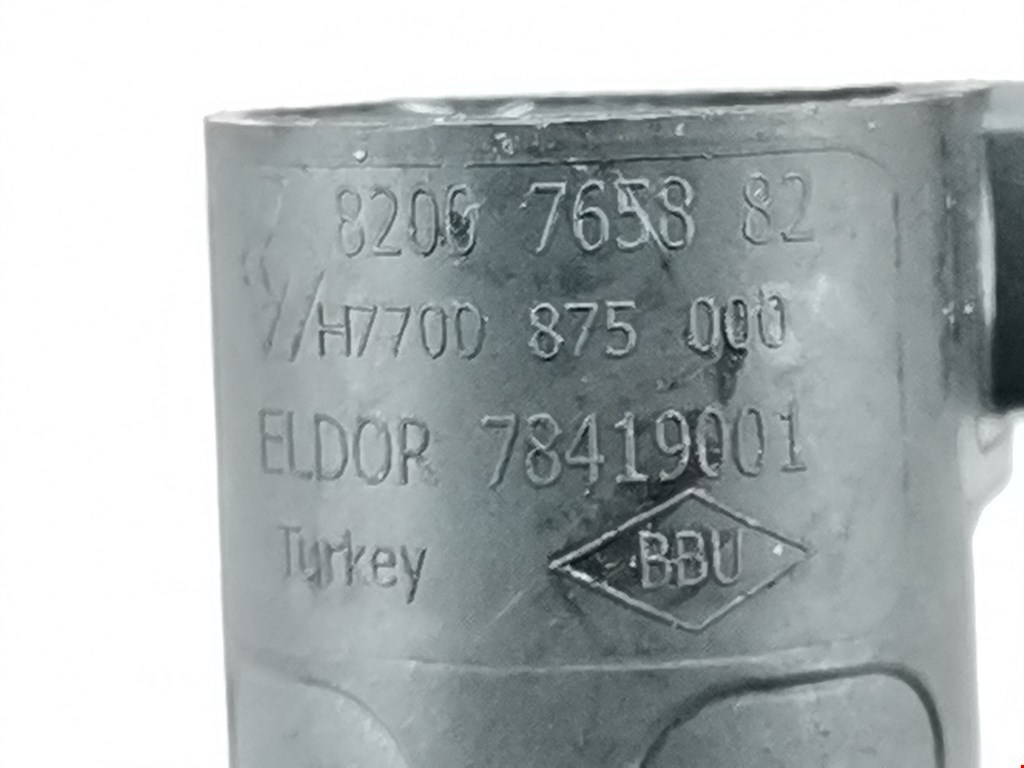 8200 7658 82
H7700 875 000
ELDOR 78419001
Turkey BBU